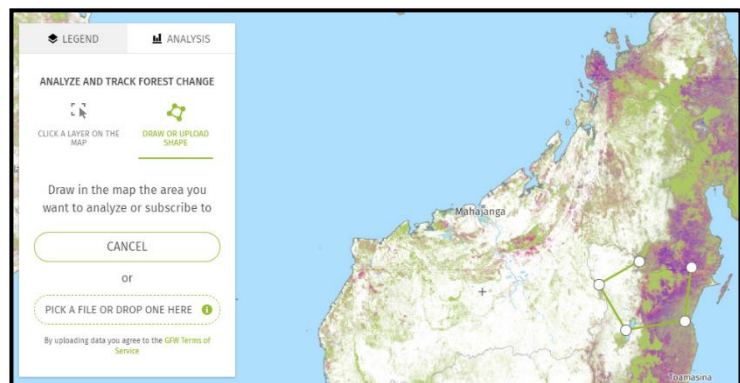 LEGEND
ANALYSIS
ANALYZE AND TRACK FOREST CHANGE
CLICK A LAYER ON THE
MAP
DRAW OR UPLOAD
SHAPE
Draw in the map the area you
want to analyze or subscribe to
CANCEL
or
PICK A FILE OR DROP ONE HERE
By uploading data you agree to the GFW Terms of
Service
Mahajanga
Toamasina